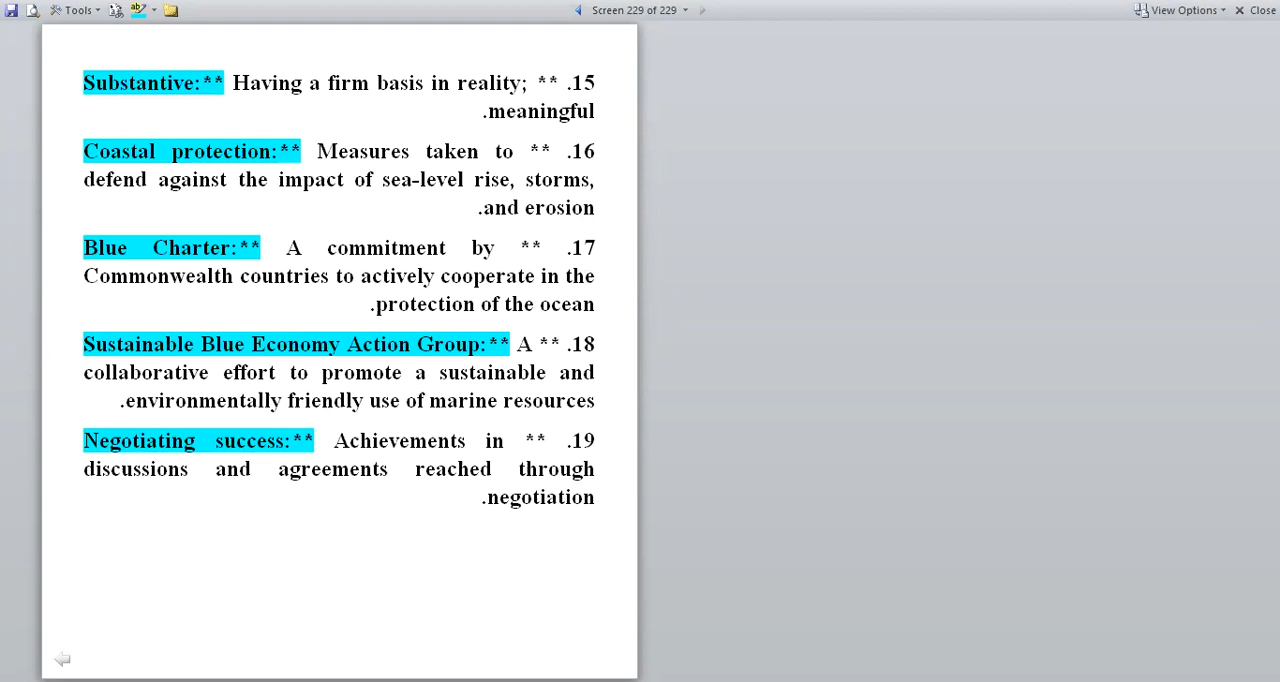 Tools
Screen 229 of 229
View Options
Close
15. ** Substantive:** Having a firm basis in reality;
meaningful.
16. ** Coastal protection:** Measures taken to
defend against the impact of sea-level rise, storms,
and erosion.
17. ** Blue Charter:** A commitment by
Commonwealth countries to actively cooperate in the
protection of the ocean.
18. ** Sustainable Blue Economy Action Group:** A
collaborative effort to promote a sustainable and
environmentally friendly use of marine resources.
19. ** Negotiating success:** Achievements in
discussions and agreements reached through
negotiation.